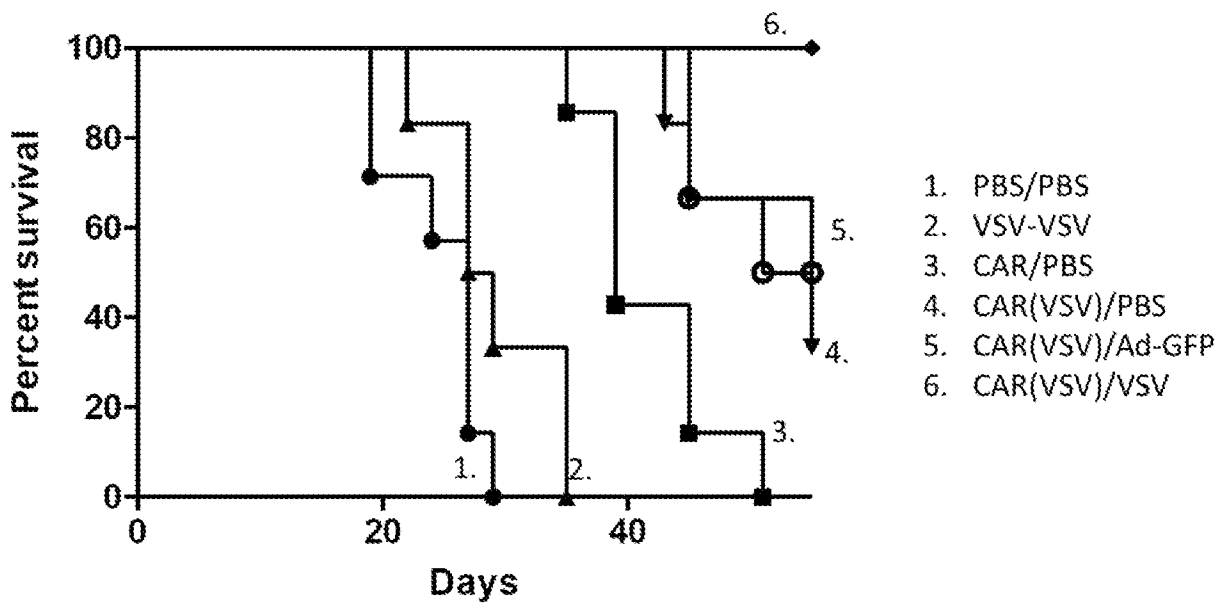 6.
100
80
60
40
20
0
Percent survival
0
20
40
Days
1.
2.
3.
4.
5.
1. PBS/PBS
2. VSV-VSV
3. CAR/PBS
4. CAR(VSV)/PBS
5. CAR(VSV)/Ad-GFP
6. CAR(VSV)/VSV